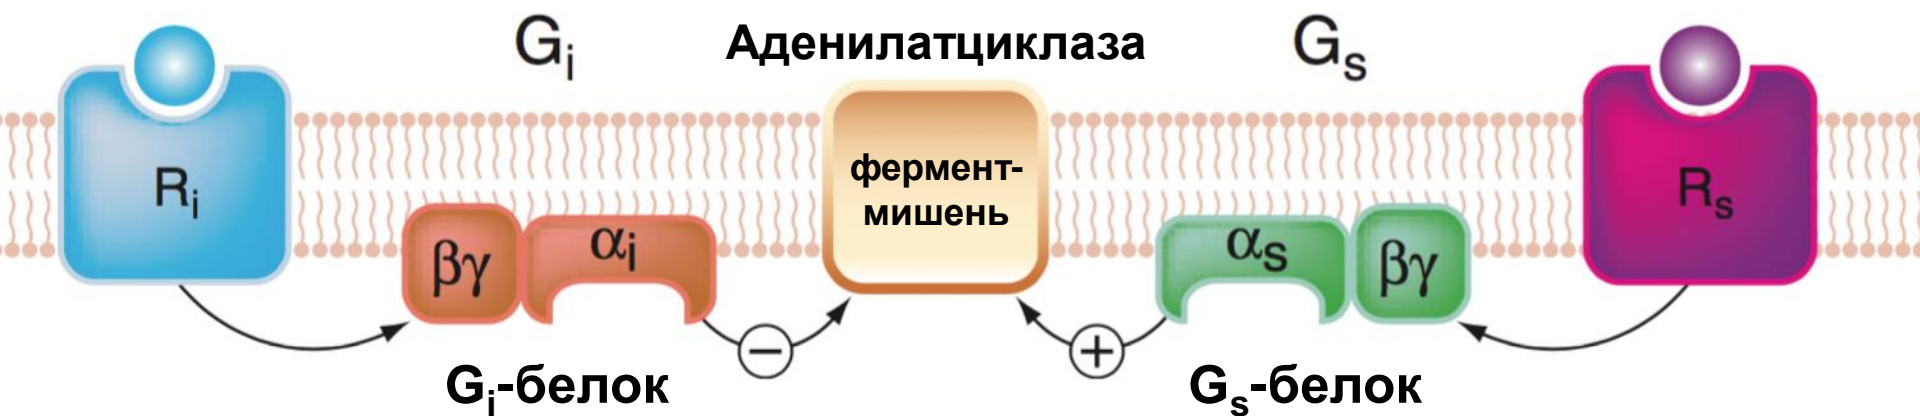 Gi
Аденилатциклаза
Gs
Ri
βγ
αi
фермент-
мишень
αs
βγ
Rs
−
+
Gi-белок
Gs-белок